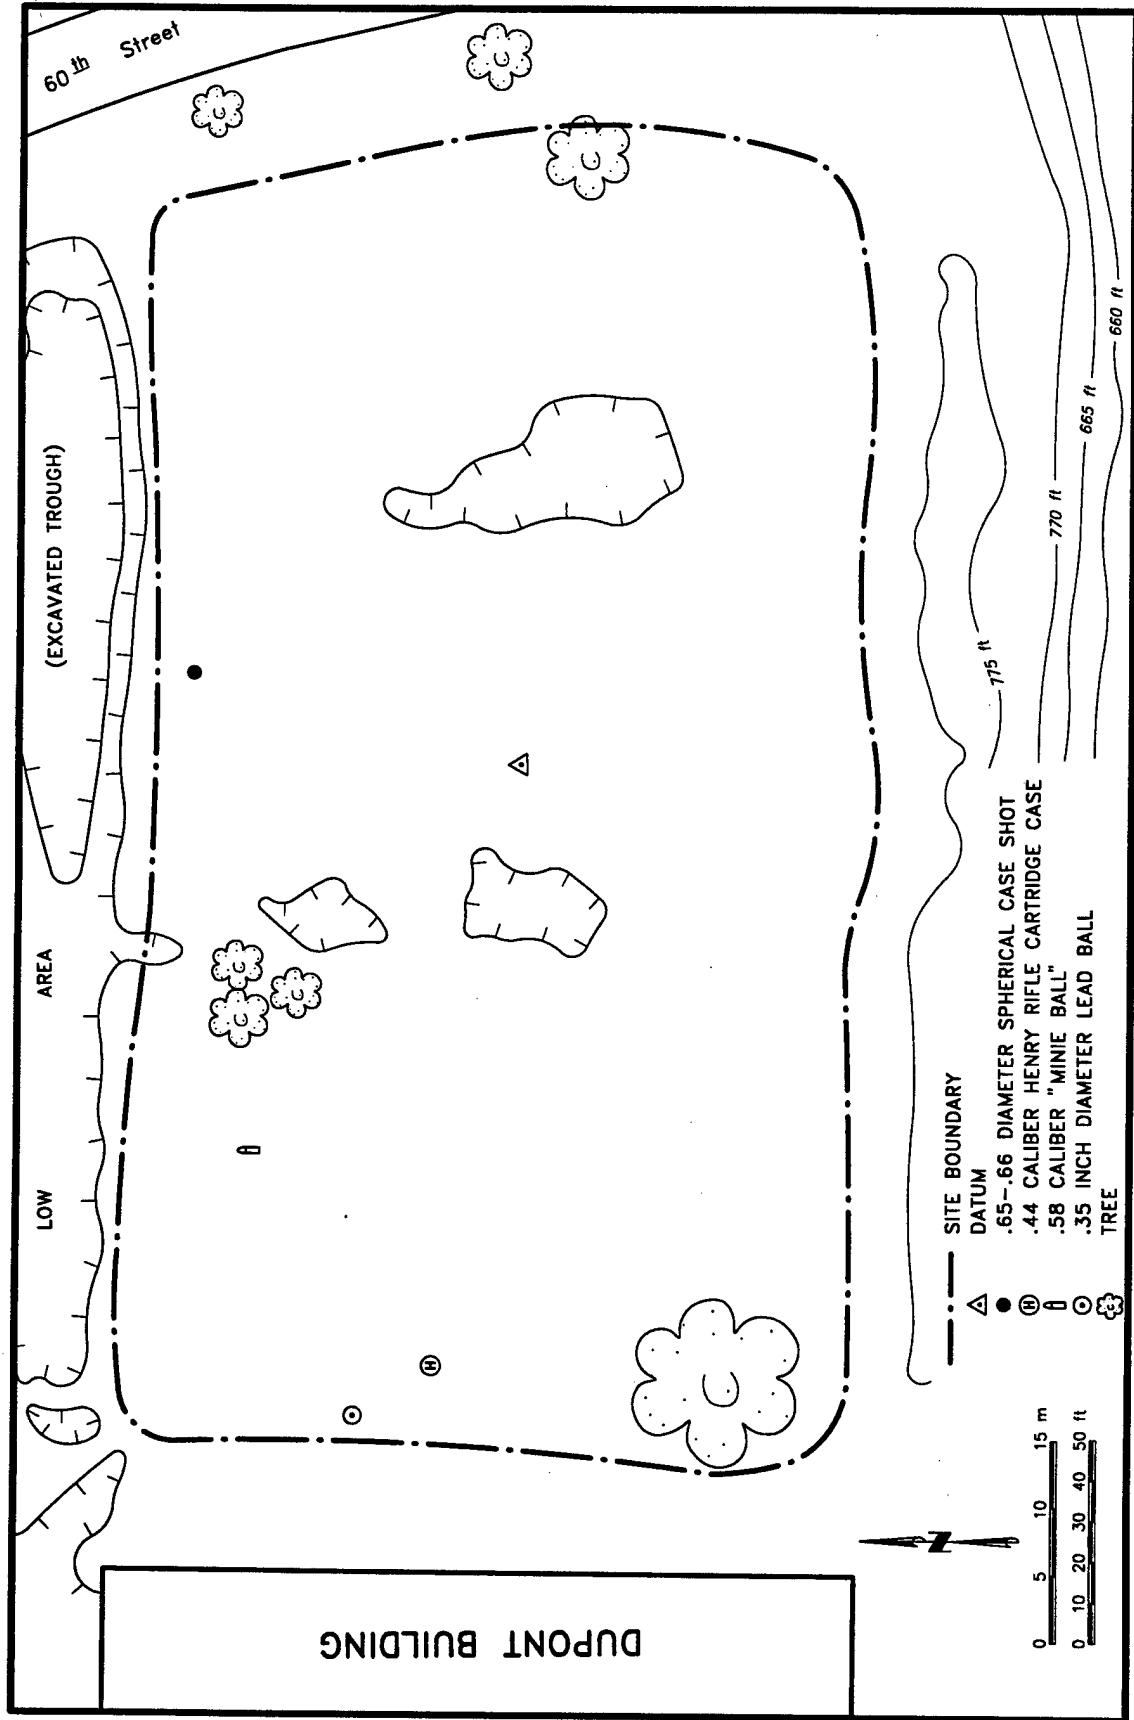 60th Street
(EXCAVATED TROUGH)
LOW AREA
775 ft
770 ft
665 ft
660 ft
SITE BOUNDARY
DATUM
.65-.66 DIAMETER SPHERICAL CASE SHOT
H .44 CALIBER HENRY RIFLE CARTRIDGE CASE
.58 CALIBER "MINIE BALL"
.35 INCH DIAMETER LEAD BALL
TREE
H
N
0 5 10 15 m
0 10 20 30 40 50 ft
DUPONT BUILDING